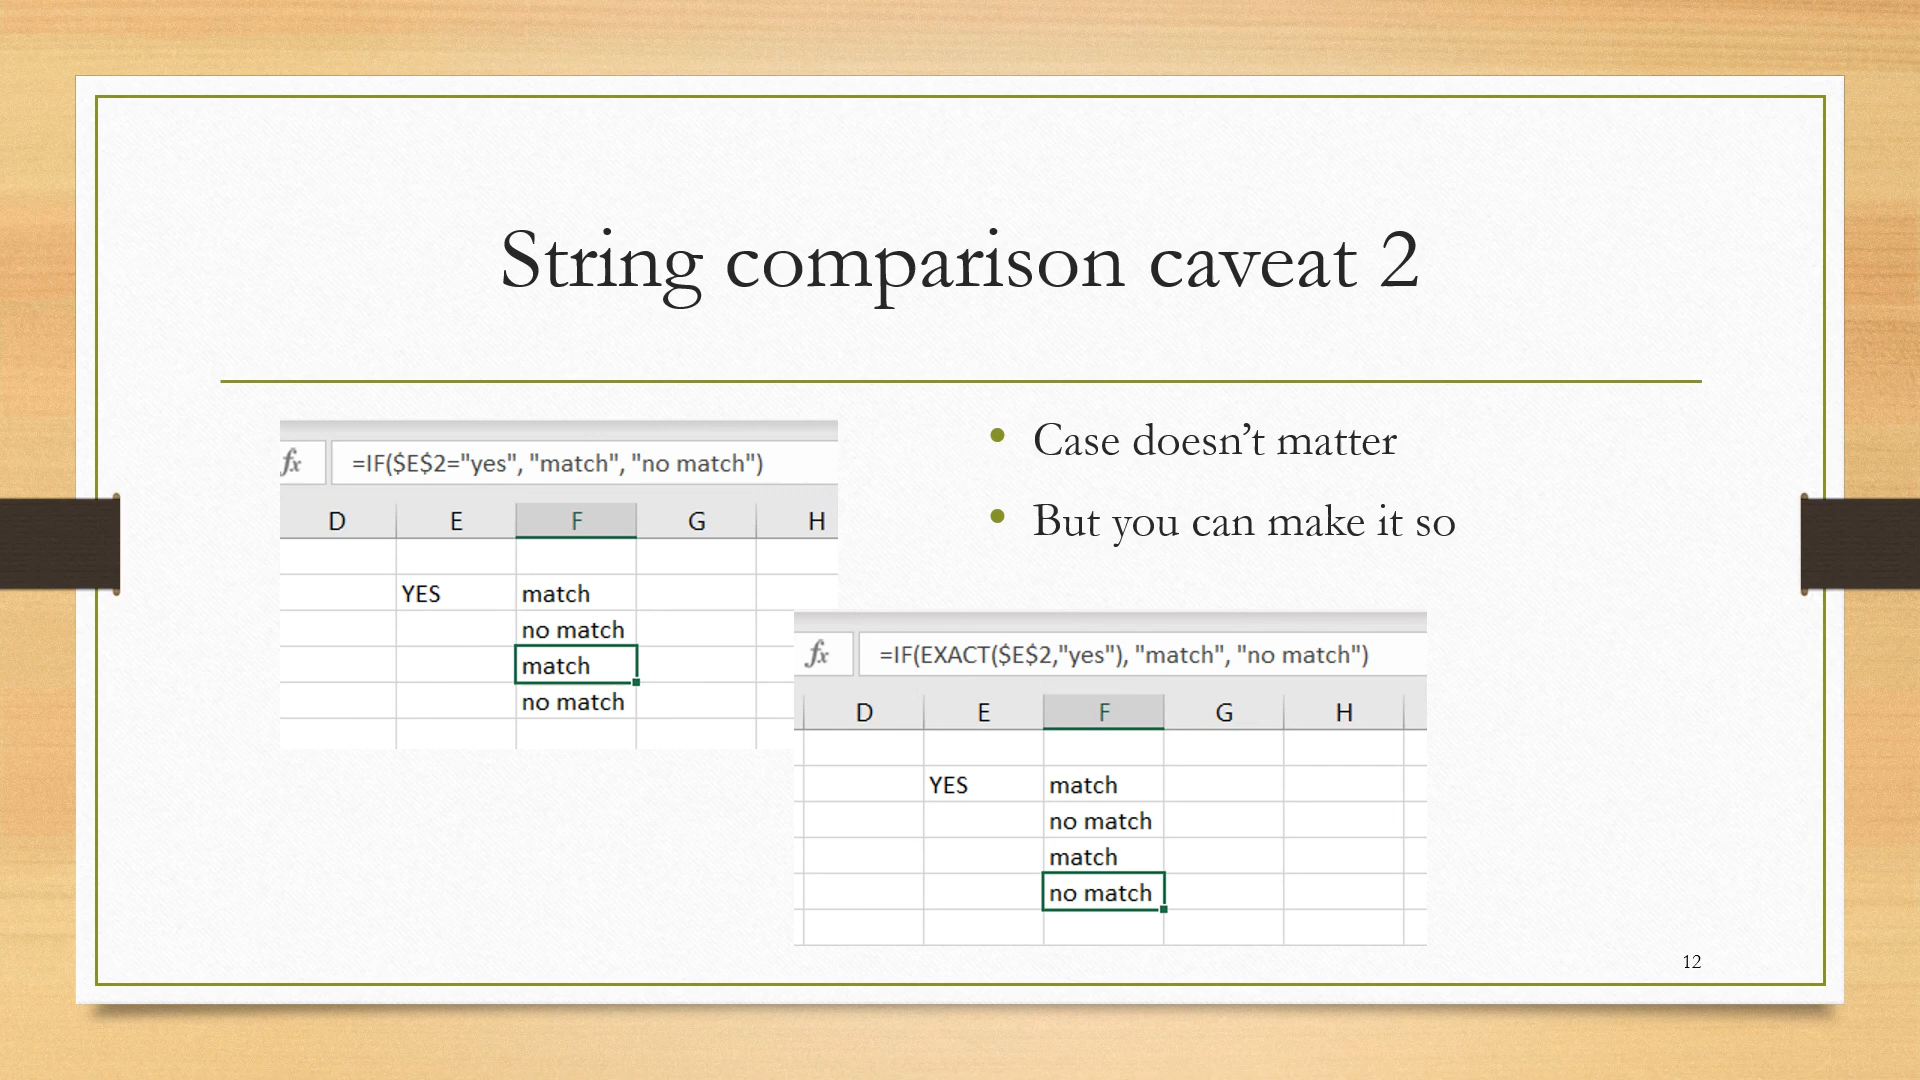 String comparison caveat 2
fx =IF($E$2="yes", "match", "no match")
D E F G H
YES match
no match
match
no match
• Case doesn’t matter
• But you can make it so
fx =IF(EXACT($E$2,"yes"), "match", "no match")
D E F G H
YES match
no match
match
no match
12